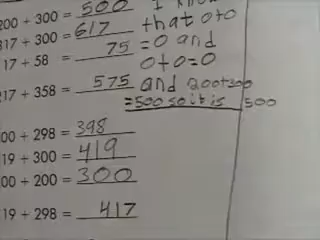 200 + 300 = 500 I know
317 + 300 = 617 that 0+0
17 + 58 = 75 =0 and
0+0=0
217 + 358 = 575 and 200+300
=500 so it is 500
00 + 298 = 398
19 + 300 = 419
00 + 200 = 300
19 + 298 = 417